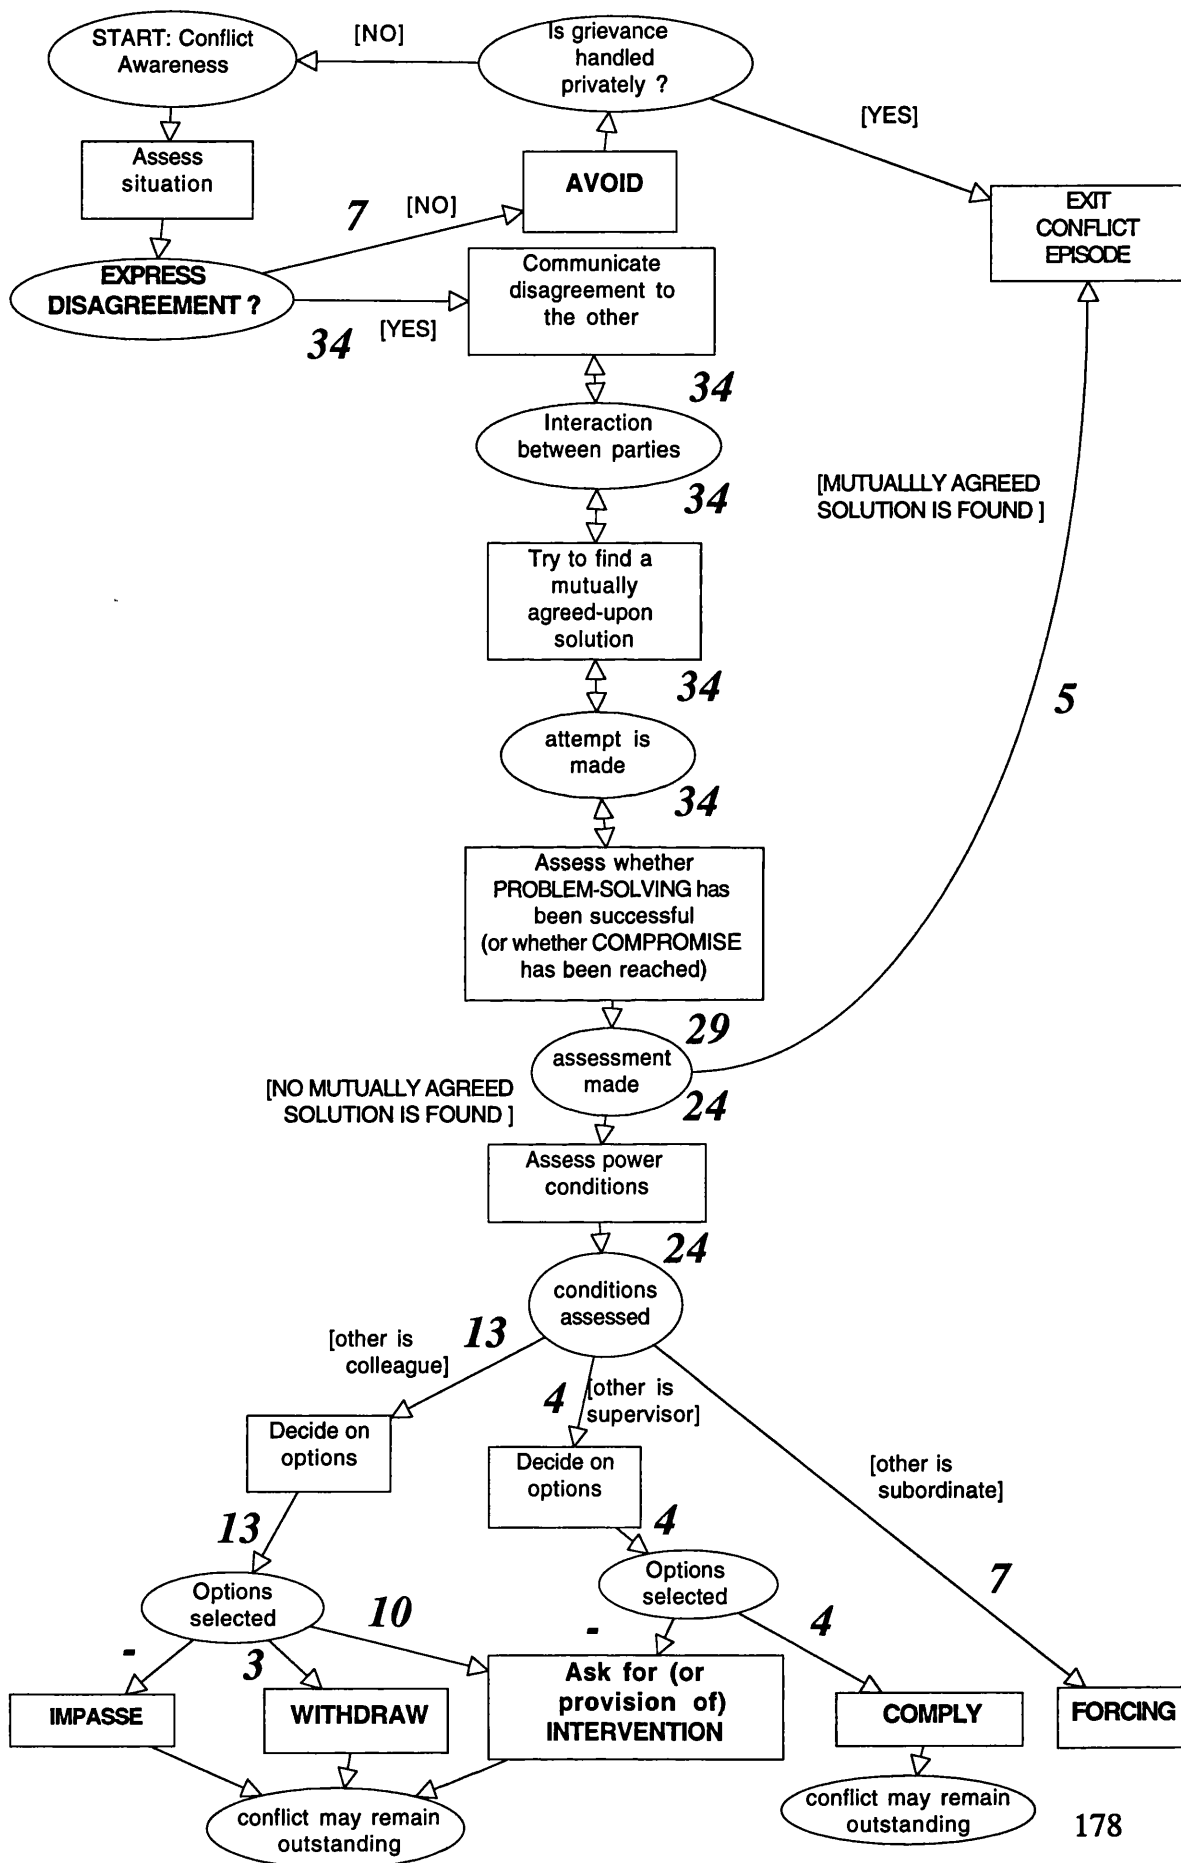 START: Conflict
Awareness
[NO]
Is grievance
handled
privately ?
[YES]
Assess
situation
AVOID
EXIT
CONFLICT
EPISODE
7
[NO]
EXPRESS
DISAGREEMENT ?
Communicate
disagreement to
the other
34
[YES]
34
Interaction
between parties
34
[MUTUALLLY AGREED
SOLUTION IS FOUND ]
Try to find a
mutually
agreed-upon
solution
34
5
attempt is
made
34
Assess whether
PROBLEM-SOLVING has
been successful
(or whether COMPROMISE
has been reached)
29
assessment
made
[NO MUTUALLY AGREED
SOLUTION IS FOUND ]
24
Assess power
conditions
24
conditions
assessed
[other is
colleague]
13
4
[other is
supervisor]
[other is
subordinate]
Decide on
options
Decide on
options
13
4
7
Options
selected
10
Options
selected
-
3
-
4
IMPASSE
WITHDRAW
Ask for (or
provision of)
INTERVENTION
COMPLY
FORCING
conflict may remain
outstanding
conflict may remain
outstanding
178